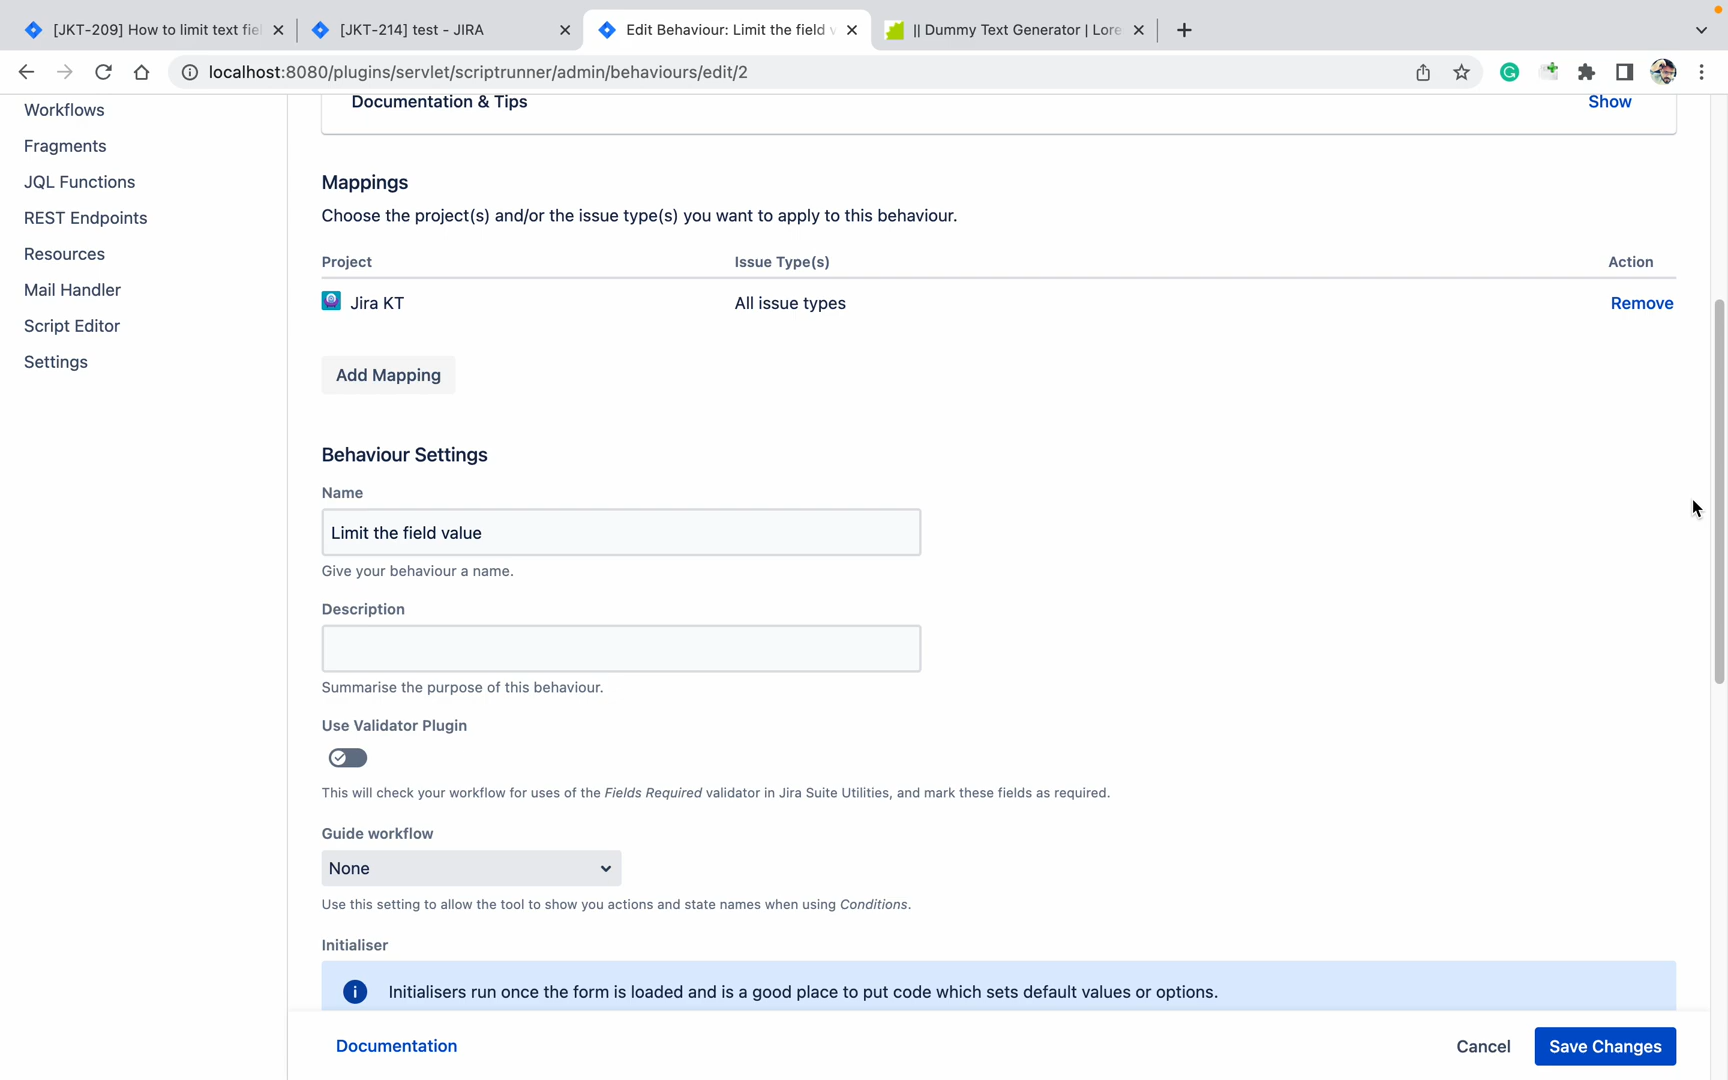 [JKT-209] How to limit text fie
[JKT-214] test - JIRA
Edit Behaviour: Limit the field v
|| Dummy Text Generator | Lore
localhost:8080/plugins/servlet/scriptrunner/admin/behaviours/edit/2
Workflows
Fragments
JQL Functions
REST Endpoints
Resources
Mail Handler
Script Editor
Settings
Documentation & Tips
Show
Mappings
Choose the project(s) and/or the issue type(s) you want to apply to this behaviour.
Project Issue Type(s) Action
Jira KT All issue types Remove
Add Mapping
Behaviour Settings
Name
Limit the field value
Give your behaviour a name.
Description
Summarise the purpose of this behaviour.
Use Validator Plugin
This will check your workflow for uses of the Fields Required validator in Jira Suite Utilities, and mark these fields as required.
Guide workflow
None
Use this setting to allow the tool to show you actions and state names when using Conditions.
Initialiser
Initialisers run once the form is loaded and is a good place to put code which sets default values or options.
Documentation
Cancel
Save Changes